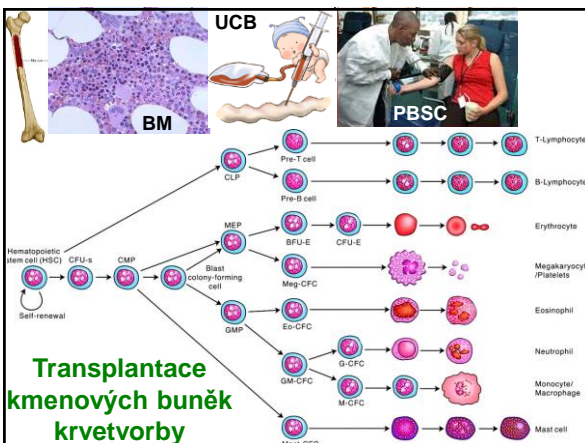 UCB
BM
PBSC
Pre-T cell
T-Lymphocyte
CLP
Pre-B cell
B-Lymphocyte
MEP
BFU-E
CFU-E
Erythrocyte
Hematopoietic
stem cell (HSC)
CFU-s
CMP
Blast
colony-forming
cell
Meg-CFC
Megakaryocyt
/Platelets
Self-renewal
GMP
Eo-CFC
Eosinophil
G-CFC
Neutrophil
GM-CFC
M-CFC
Monocyte/
Macrophage
Mast cell
Transplantace
kmenových buněk
krvetvorby